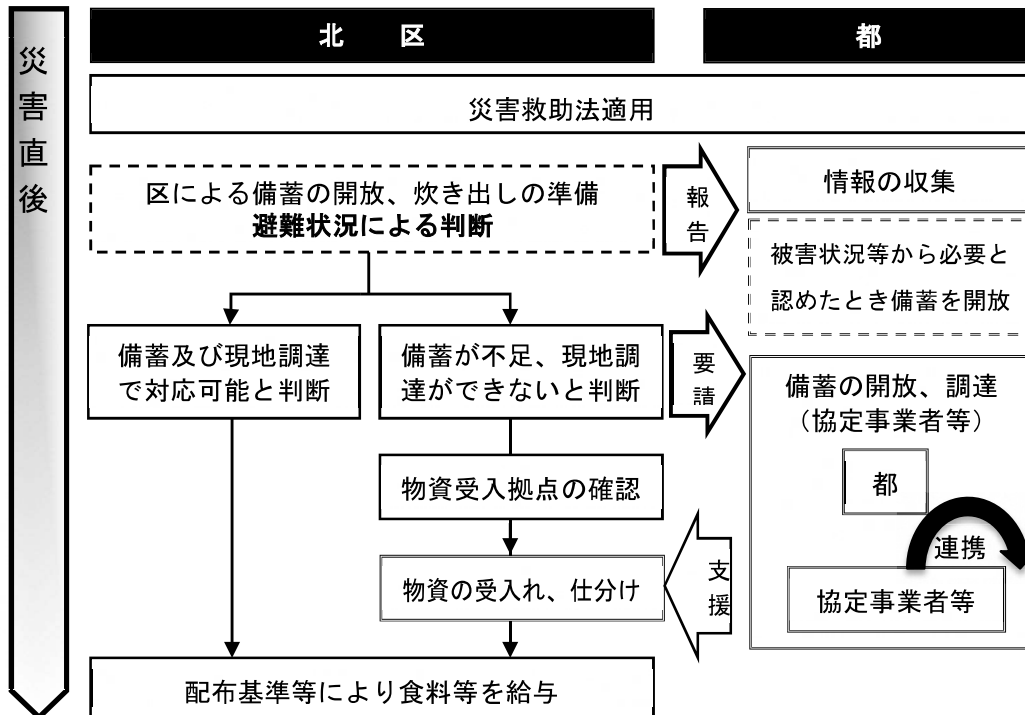 災害直後
北 区
都
災害救助法適用
区による備蓄の開放、炊き出しの準備
避難状況による判断
報告
情報の収集
被害状況等から必要と
認めたとき備蓄を開放
備蓄及び現地調達
で対応可能と判断
備蓄が不足、現地調
達ができないと判断
要請
備蓄の開放、調達
（協定事業者等）
都
連携
協定事業者等
物資受入拠点の確認
物資の受入れ、仕分け
支援
配布基準等により食料等を給与